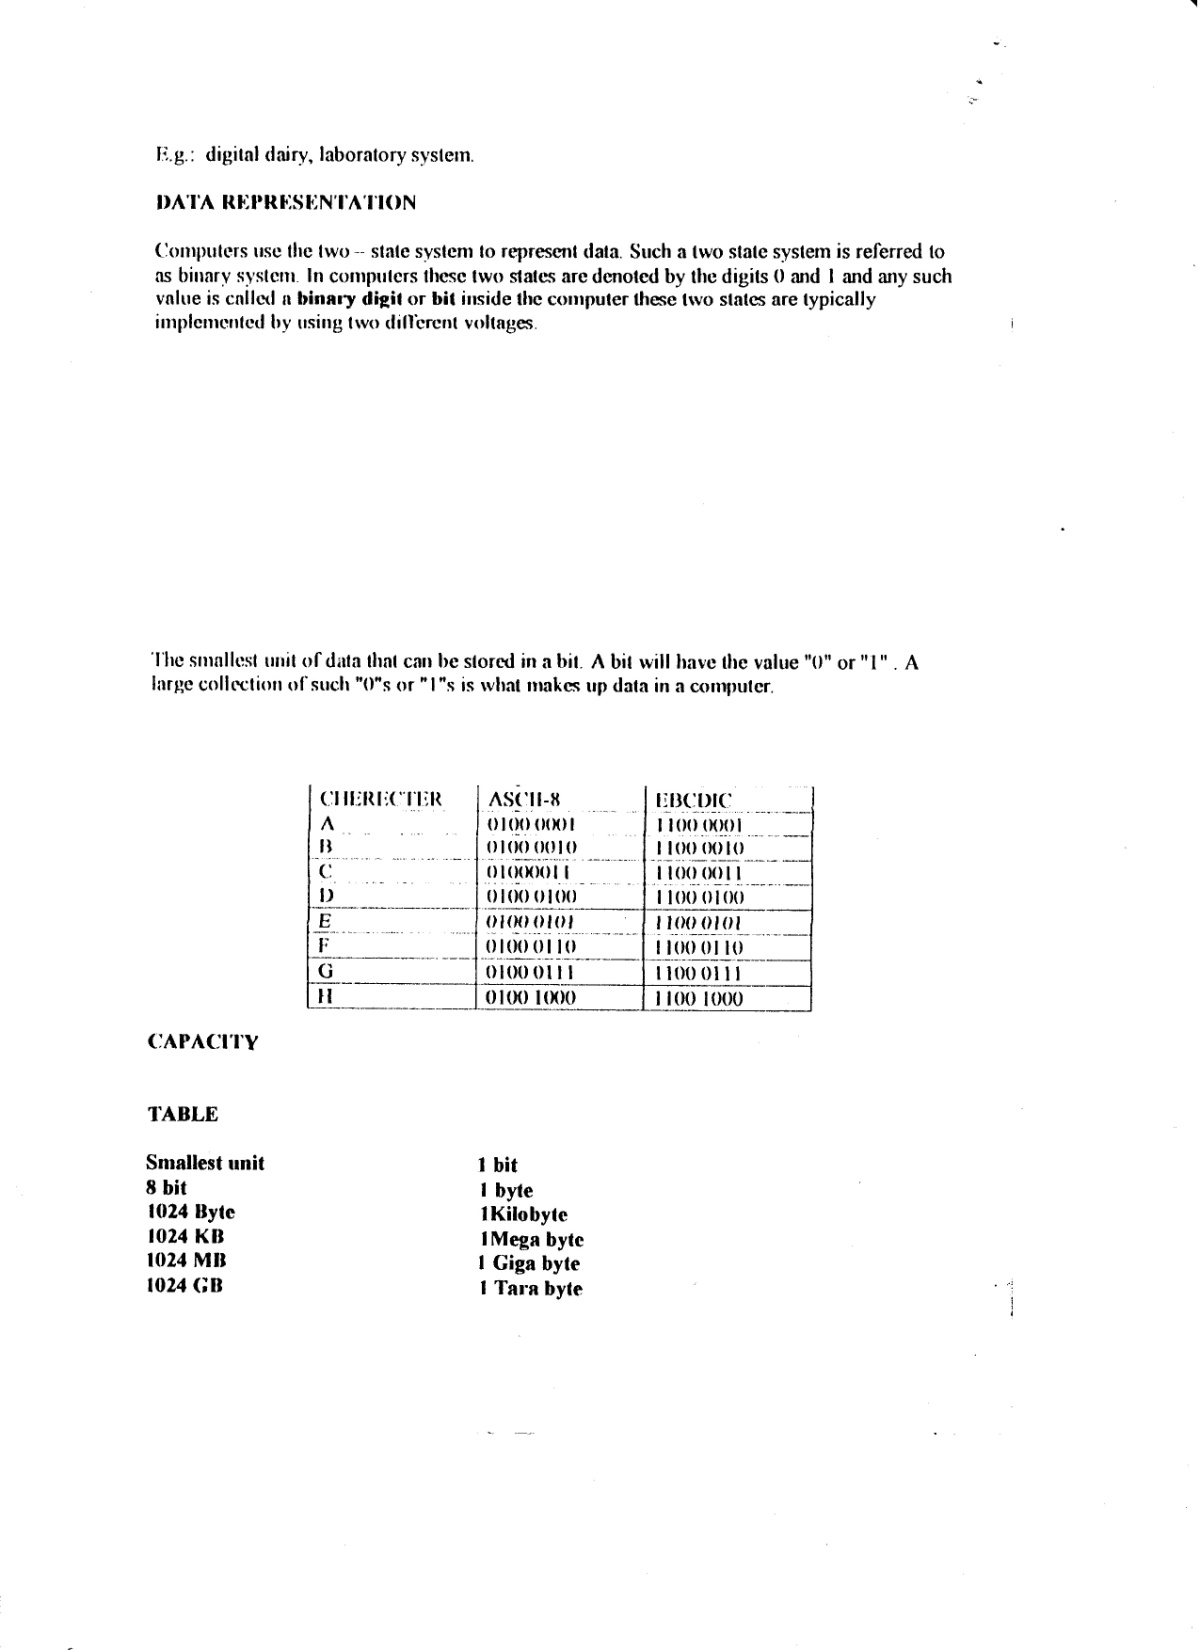 E.g.: digital dairy, laboratory system.
DATA REPRESENTATION
Computers use the two – state system to represent data. Such a two state system is referred to
as binary system. In computers these two states are denoted by the digits 0 and 1 and any such
value is called a binary digit or bit inside the computer these two states are typically
implemented by using two different voltages.
The smallest unit of data that can be stored in a bit. A bit will have the value "0" or "1" . A
large collection of such "0"s or "1"s is what makes up data in a computer.
CHERECTER ASCII-8 EBCDIC
A 0100 0001 1100 0001
B 0100 0010 1100 0010
C 01000011 1100 0011
D 0100 0100 1100 0100
E 0100 0101 1100 0101
F 0100 0110 1100 0110
G 0100 0111 1100 0111
H 0100 1000 1100 1000
CAPACITY
TABLE
Smallest unit 1 bit
8 bit 1 byte
1024 Byte 1Kilobyte
1024 KB 1Mega byte
1024 MB 1 Giga byte
1024 GB 1 Tara byte